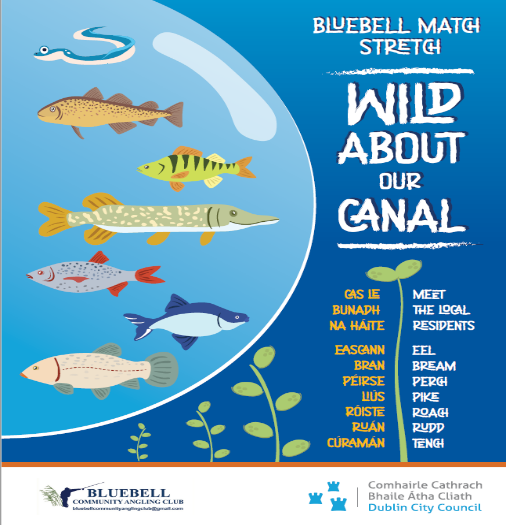 BLUEBELL MATCH
STRETCH
WILD
ABOUT
OUR
CANAL
CAS LE
BUNADH
NA HÁITE
MEET
THE LOCAL
RESIDENTS
EASCANN
BRAN
PÉIRSE
LIÚS
RÓISTE
RUÁN
CÚRAMÁN
EEL
BREAM
PERCH
PIKE
ROACH
RUDD
TENCH
BLUEBELL
COMMUNITY ANGLING CLUB
bluebellcommunityanglingclub@gmail.com
Comhairle Cathrach
Bhaile Átha Cliath
Dublin City Council